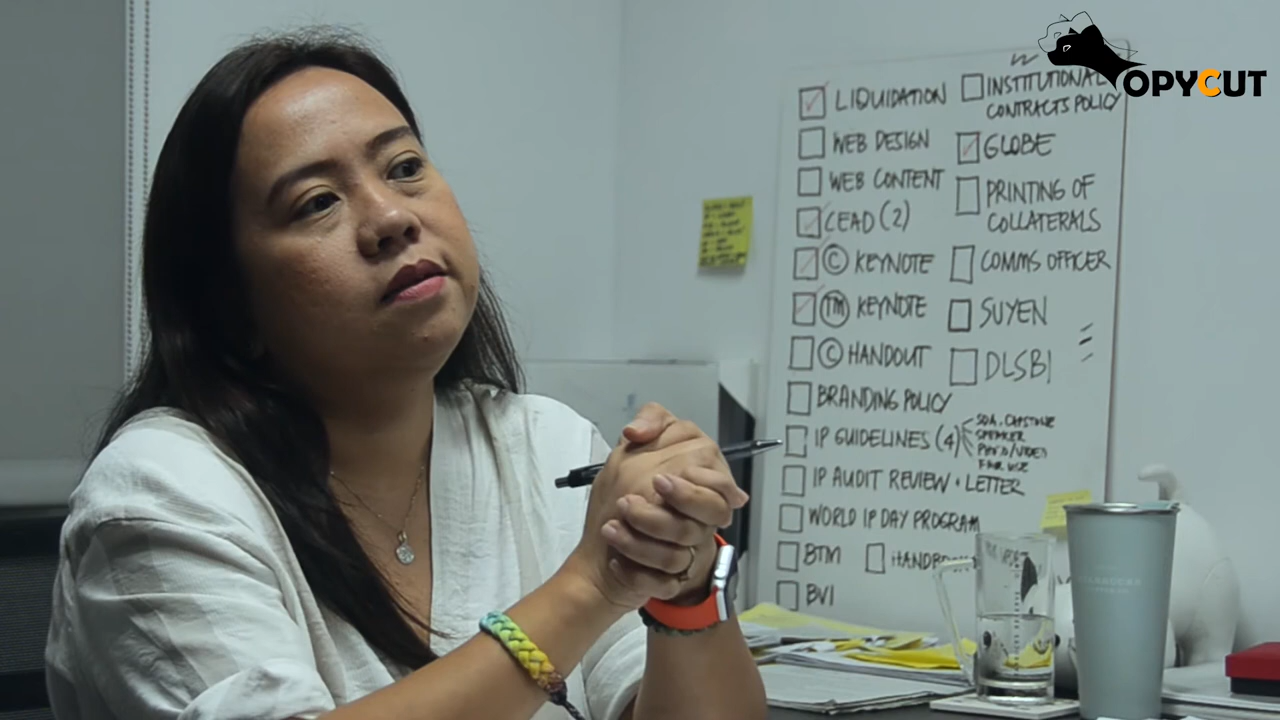 OPYCUT
LIQUIDATION
WEB DESIGN
WEB CONTENT
CEAD (2)
© KEYNOTE
TM KEYNOTE
© HANDOUT
BRANDING POLICY
IP GUIDELINES (4)
SPEAKER
PHOTO/VIDEO
FAIR USE
IP AUDIT REVIEW + LETTER
WORLD IP DAY PROGRAM
BTM
BVI
INSTITUTIONAL
CONTRACTS POLICY
GLOBE
PRINTING OF
COLLATERALS
COMMS OFFICER
SUYEN
DLSBI